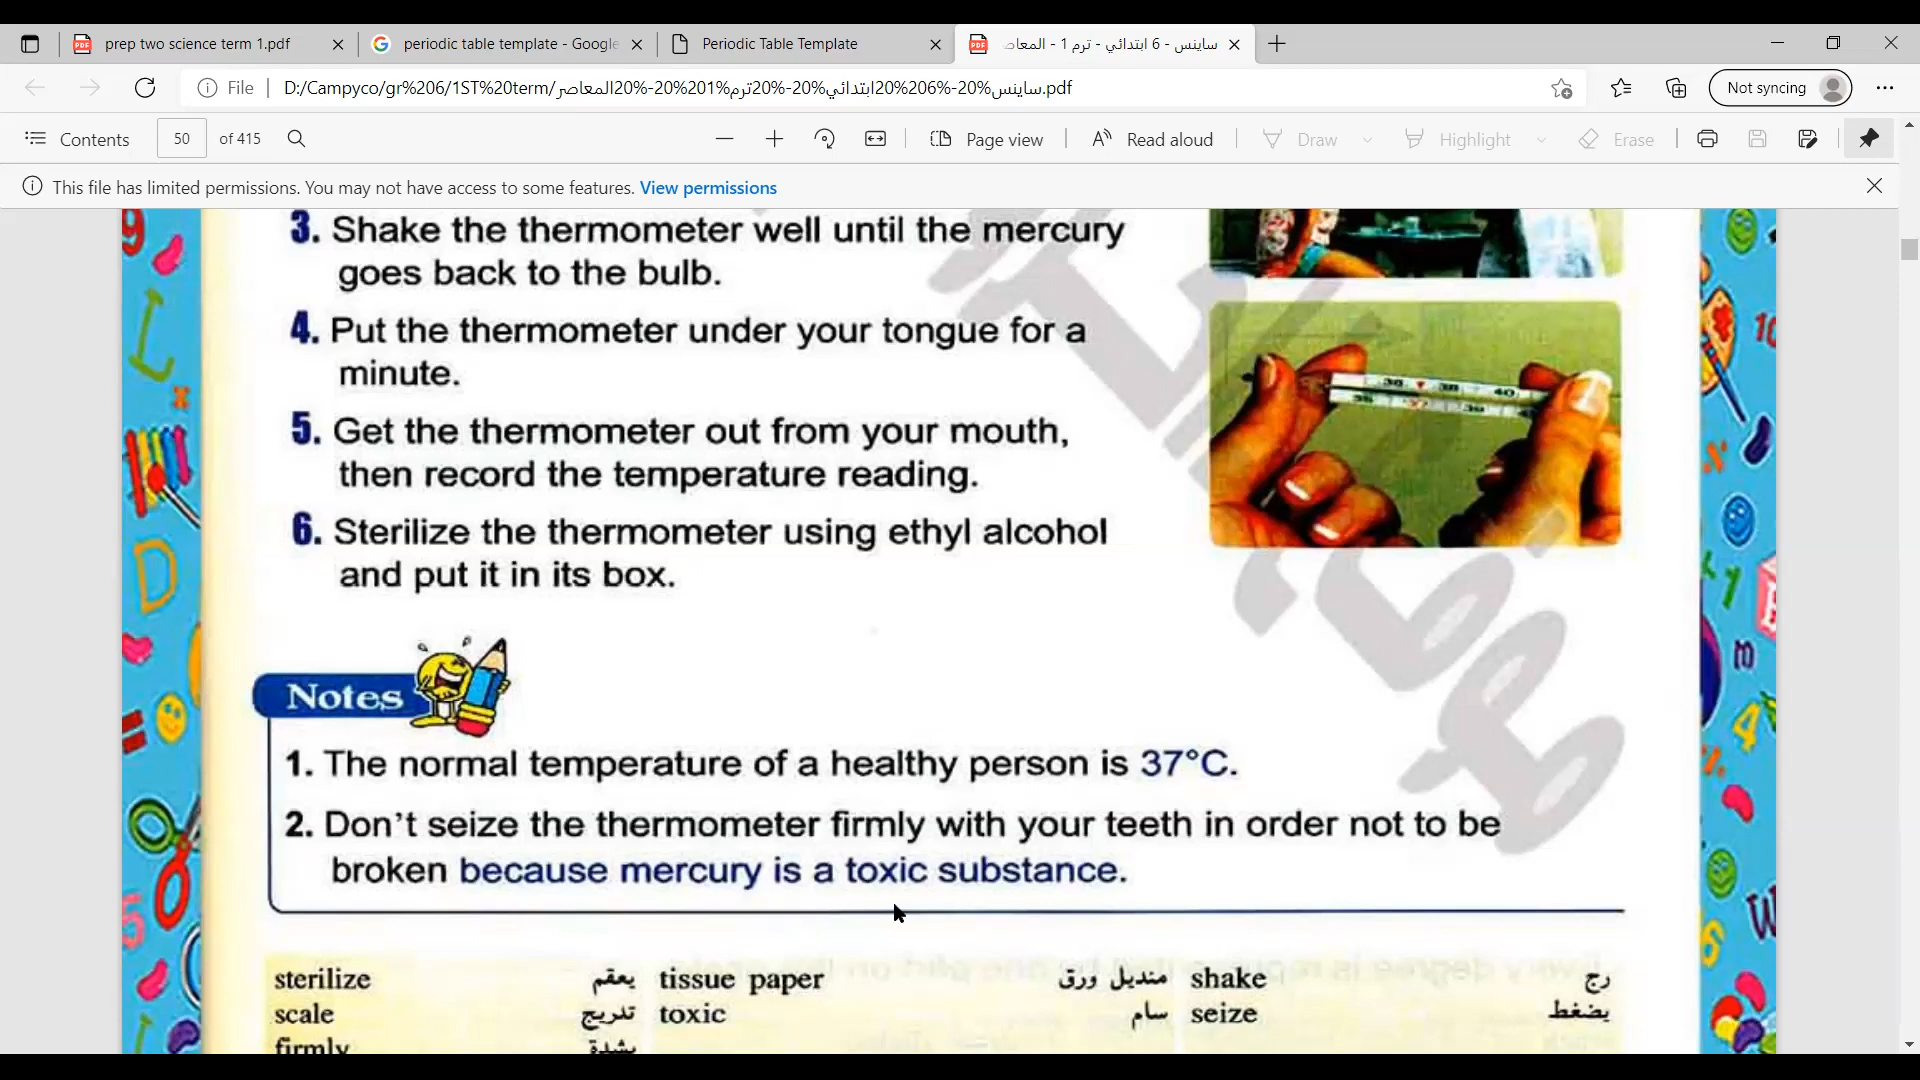 prep two science term 1.pdf
periodic table template - Google
Periodic Table Template
ساينس - 6 ابتدائي - ترم 1 - المعاص
File
D:/Campyco/gr%206/1ST%20term/ساينس%20-%206%20ابتدائي%20-%20ترم%201%20-%20المعاصر.pdf
Not syncing
Contents
50
of 415
Page view
Read aloud
Draw
Highlight
Erase
This file has limited permissions. You may not have access to some features. View permissions
3. Shake the thermometer well until the mercury
goes back to the bulb.
4. Put the thermometer under your tongue for a
minute.
5. Get the thermometer out from your mouth,
then record the temperature reading.
6. Sterilize the thermometer using ethyl alcohol
and put it in its box.
Notes
1. The normal temperature of a healthy person is 37°C.
2. Don't seize the thermometer firmly with your teeth in order not to be
broken because mercury is a toxic substance.
sterilize يعقم tissue paper منديل ورق shake رج
scale تدريج toxic سام seize يضغط
firmly بشدة